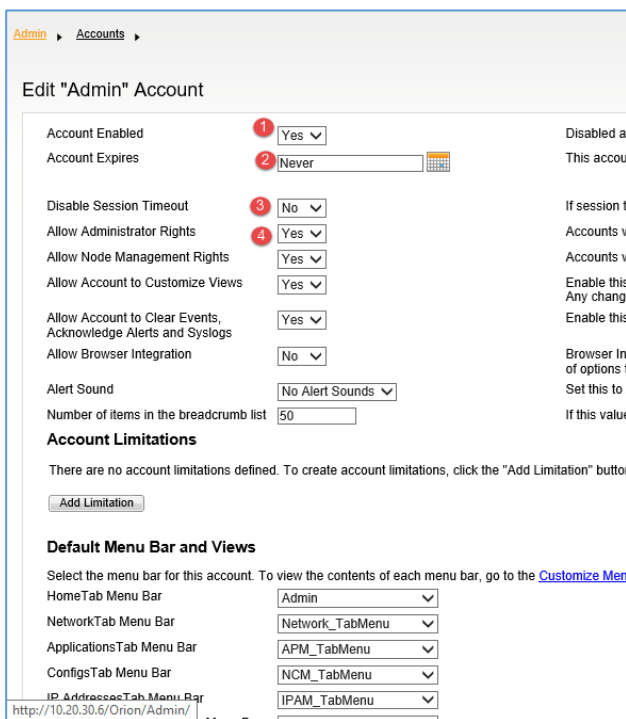 Admin Accounts
Edit "Admin" Account
Account Enabled 1 Yes Disabled a
Account Expires 2 Never This accou
Disable Session Timeout 3 No If session t
Allow Administrator Rights 4 Yes Accounts w
Allow Node Management Rights Yes Accounts w
Allow Account to Customize Views Yes Enable this
Any chang
Allow Account to Clear Events, Yes Enable this
Acknowledge Alerts and Syslogs
Allow Browser Integration No Browser In
of options
Alert Sound No Alert Sounds Set this to
Number of items in the breadcrumb list 50 If this value
Account Limitations
There are no account limitations defined. To create account limitations, click the "Add Limitation" button
Add Limitation
Default Menu Bar and Views
Select the menu bar for this account. To view the contents of each menu bar, go to the Customize Men
HomeTab Menu Bar Admin
NetworkTab Menu Bar Network_TabMenu
ApplicationsTab Menu Bar APM_TabMenu
ConfigsTab Menu Bar NCM_TabMenu
IP AddressesTab Menu Bar IPAM_TabMenu
http://10.20.30.6/Orion/Admin/